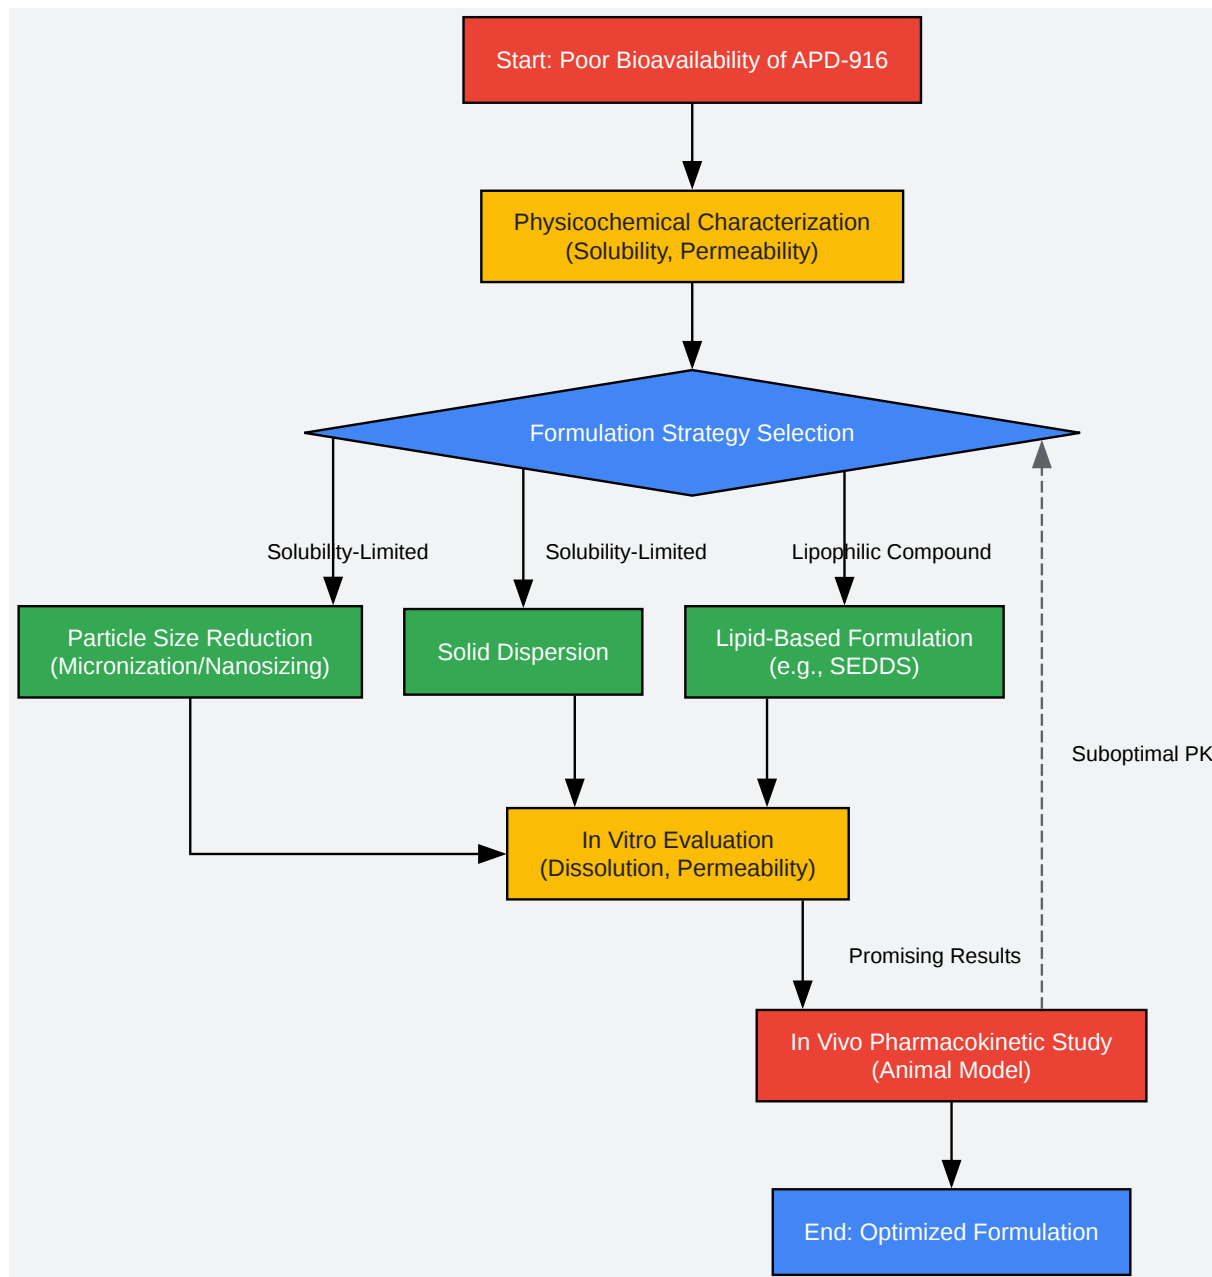 Start: Poor Bioavailability of APD-916
Physicochemical Characterization
(Solubility, Permeability)
Formulation Strategy Selection
Solubility-Limited
Solubility-Limited
Lipophilic Compound
Particle Size Reduction
(Micronization/Nanosizing)
Solid Dispersion
Lipid-Based Formulation
(e.g., SEDDS)
Suboptimal PK
In Vitro Evaluation
(Dissolution, Permeability)
Promising Results
In Vivo Pharmacokinetic Study
(Animal Model)
End: Optimized Formulation